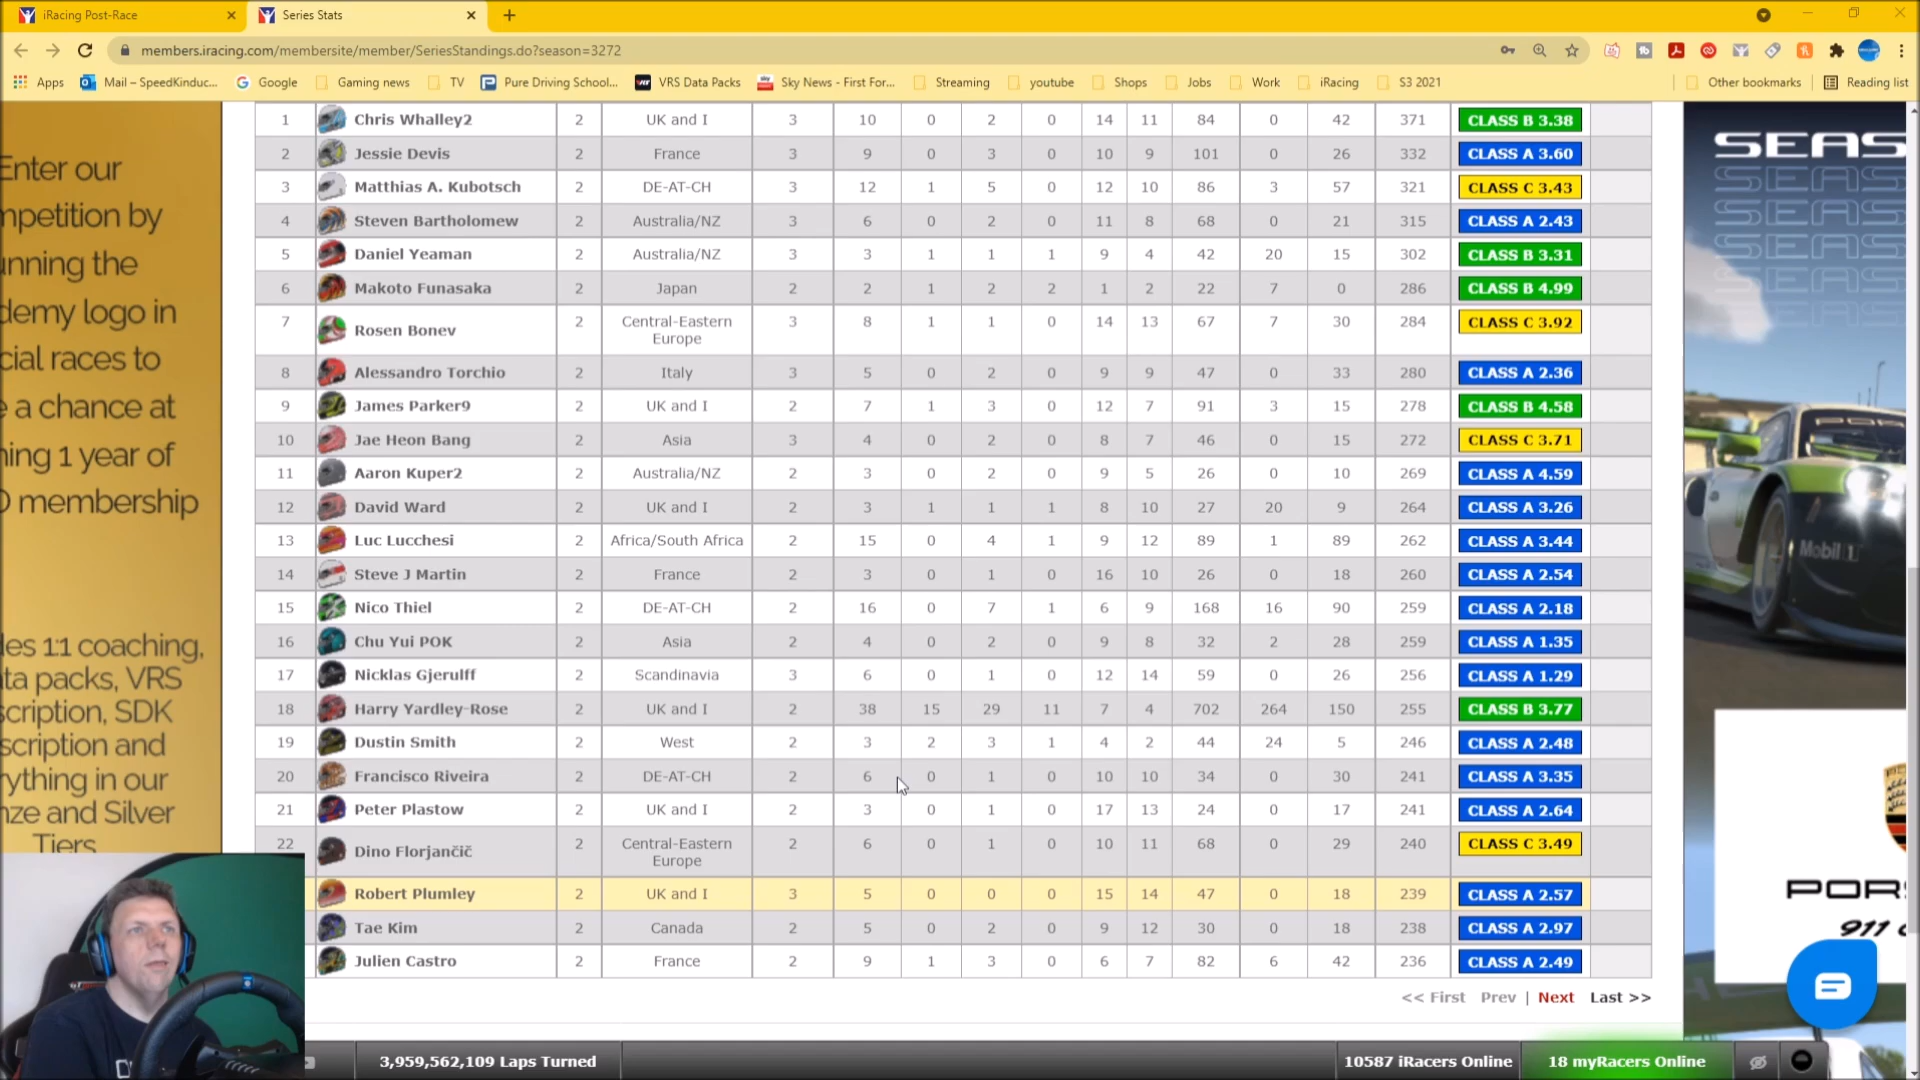 iRacing Post-Race
Series Stats
members.iracing.com/membersite/member/SeriesStandings.do?season=3272
Apps Mail – SpeedKinduc... Google Gaming news TV Pure Driving School... VRS Data Packs Sky News - First For... Streaming youtube Shops Jobs Work iRacing S3 2021 Other bookmarks Reading list
1 Chris Whalley2 2 UK and I 3 10 0 2 0 14 11 84 0 42 371 CLASS B 3.38
2 Jessie Devis 2 France 3 9 0 3 0 10 9 101 0 26 332 CLASS A 3.60
3 Matthias A. Kubotsch 2 DE-AT-CH 3 12 1 5 0 12 10 86 3 57 321 CLASS C 3.43
4 Steven Bartholomew 2 Australia/NZ 3 6 0 2 0 11 8 68 0 21 315 CLASS A 2.43
5 Daniel Yeaman 2 Australia/NZ 3 3 1 1 1 9 4 42 20 15 302 CLASS B 3.31
6 Makoto Funasaka 2 Japan 2 2 1 2 2 1 2 22 7 0 286 CLASS B 4.99
7 Rosen Bonev 2 Central-Eastern Europe 3 8 1 1 0 14 13 67 7 30 284 CLASS C 3.92
8 Alessandro Torchio 2 Italy 3 5 0 2 0 9 9 47 0 33 280 CLASS A 2.36
9 James Parker9 2 UK and I 2 7 1 3 0 12 7 91 3 15 278 CLASS B 4.58
10 Jae Heon Bang 2 Asia 3 4 0 2 0 8 7 46 0 15 272 CLASS C 3.71
11 Aaron Kuper2 2 Australia/NZ 2 3 0 2 0 9 5 26 0 10 269 CLASS A 4.59
12 David Ward 2 UK and I 2 3 1 1 1 8 10 27 20 9 264 CLASS A 3.26
13 Luc Lucchesi 2 Africa/South Africa 2 15 0 4 1 9 12 89 1 89 262 CLASS A 3.44
14 Steve J Martin 2 France 2 3 0 1 0 16 10 26 0 18 260 CLASS A 2.54
15 Nico Thiel 2 DE-AT-CH 2 16 0 7 1 6 9 168 16 90 259 CLASS A 2.18
16 Chu Yui POK 2 Asia 2 4 0 2 0 9 8 32 2 28 259 CLASS A 1.35
17 Nicklas Gjerulff 2 Scandinavia 3 6 0 1 0 12 14 59 0 26 256 CLASS A 1.29
18 Harry Yardley-Rose 2 UK and I 2 38 15 29 11 7 4 702 264 150 255 CLASS B 3.77
19 Dustin Smith 2 West 2 3 2 3 1 4 2 44 24 5 246 CLASS A 2.48
20 Francisco Riveira 2 DE-AT-CH 2 6 0 1 0 10 10 34 0 30 241 CLASS A 3.35
21 Peter Plastow 2 UK and I 2 3 0 1 0 17 13 24 0 17 241 CLASS A 2.64
22 Dino Florjančič 2 Central-Eastern Europe 2 6 0 1 0 10 11 68 0 29 240 CLASS C 3.49
Robert Plumley 2 UK and I 3 5 0 0 0 15 14 47 0 18 239 CLASS A 2.57
Tae Kim 2 Canada 2 5 0 2 0 9 12 30 0 18 238 CLASS A 2.97
Julien Castro 2 France 2 9 1 3 0 6 7 82 6 42 236 CLASS A 2.49
<< First Prev | Next Last >>
Enter our
mpetition by
unning the
demy logo in
cial races to
e a chance at
ning 1 year of
O membership
des 1:1 coaching,
ta packs, VRS
scription, SDK
scription and
rything in our
nze and Silver
Tiers
SEAS
SEAS
SEAS
SEAS
SEAS
SEAS
Mobil 1
PORS
911 C
3,959,562,109 Laps Turned
10587 iRacers Online
18 myRacers Online